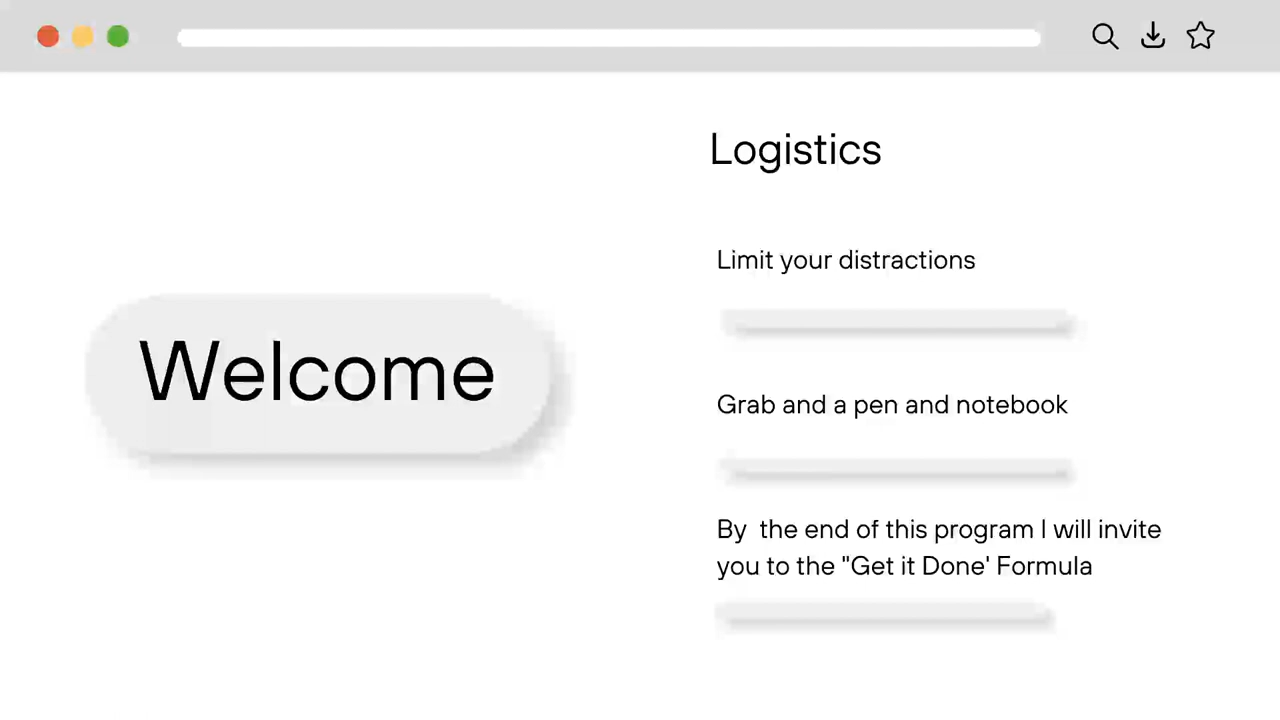 Welcome
Logistics
Limit your distractions
Grab and a pen and notebook
By  the end of this program I will invite
you to the "Get it Done' Formula